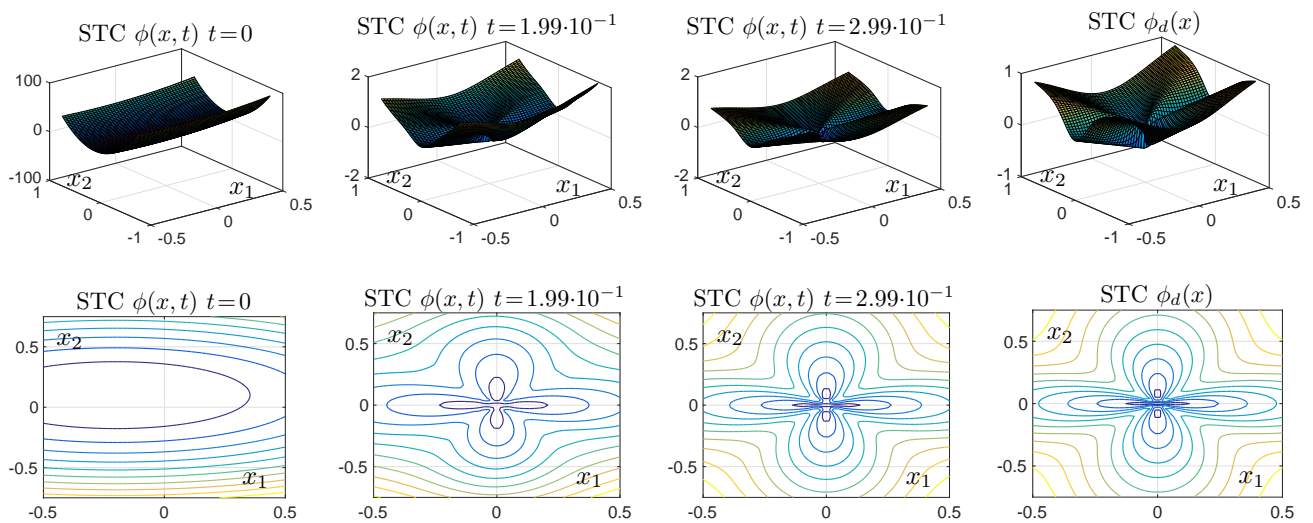 STC ϕ(x, t) t=0
100
0
-100
1
0
-1
-0.5
0
0.5
x₂
x₁
STC ϕ(x, t) t=1.99·10⁻¹
2
0
-2
1
0
-1
-0.5
0
0.5
x₂
x₁
STC ϕ(x, t) t=2.99·10⁻¹
2
0
-2
1
0
-1
-0.5
0
0.5
x₂
x₁
STC ϕ_d(x)
1
0
-1
1
0
-1
-0.5
0
0.5
x₂
x₁
STC ϕ(x, t) t=0
x₂
0.5
0
-0.5
x₁
-0.5 0 0.5
STC ϕ(x, t) t=1.99·10⁻¹
x₂
0.5
0
-0.5
x₁
-0.5 0 0.5
STC ϕ(x, t) t=2.99·10⁻¹
x₂
0.5
0
-0.5
x₁
-0.5 0 0.5
STC ϕ_d(x)
x₂
0.5
0
-0.5
x₁
-0.5 0 0.5